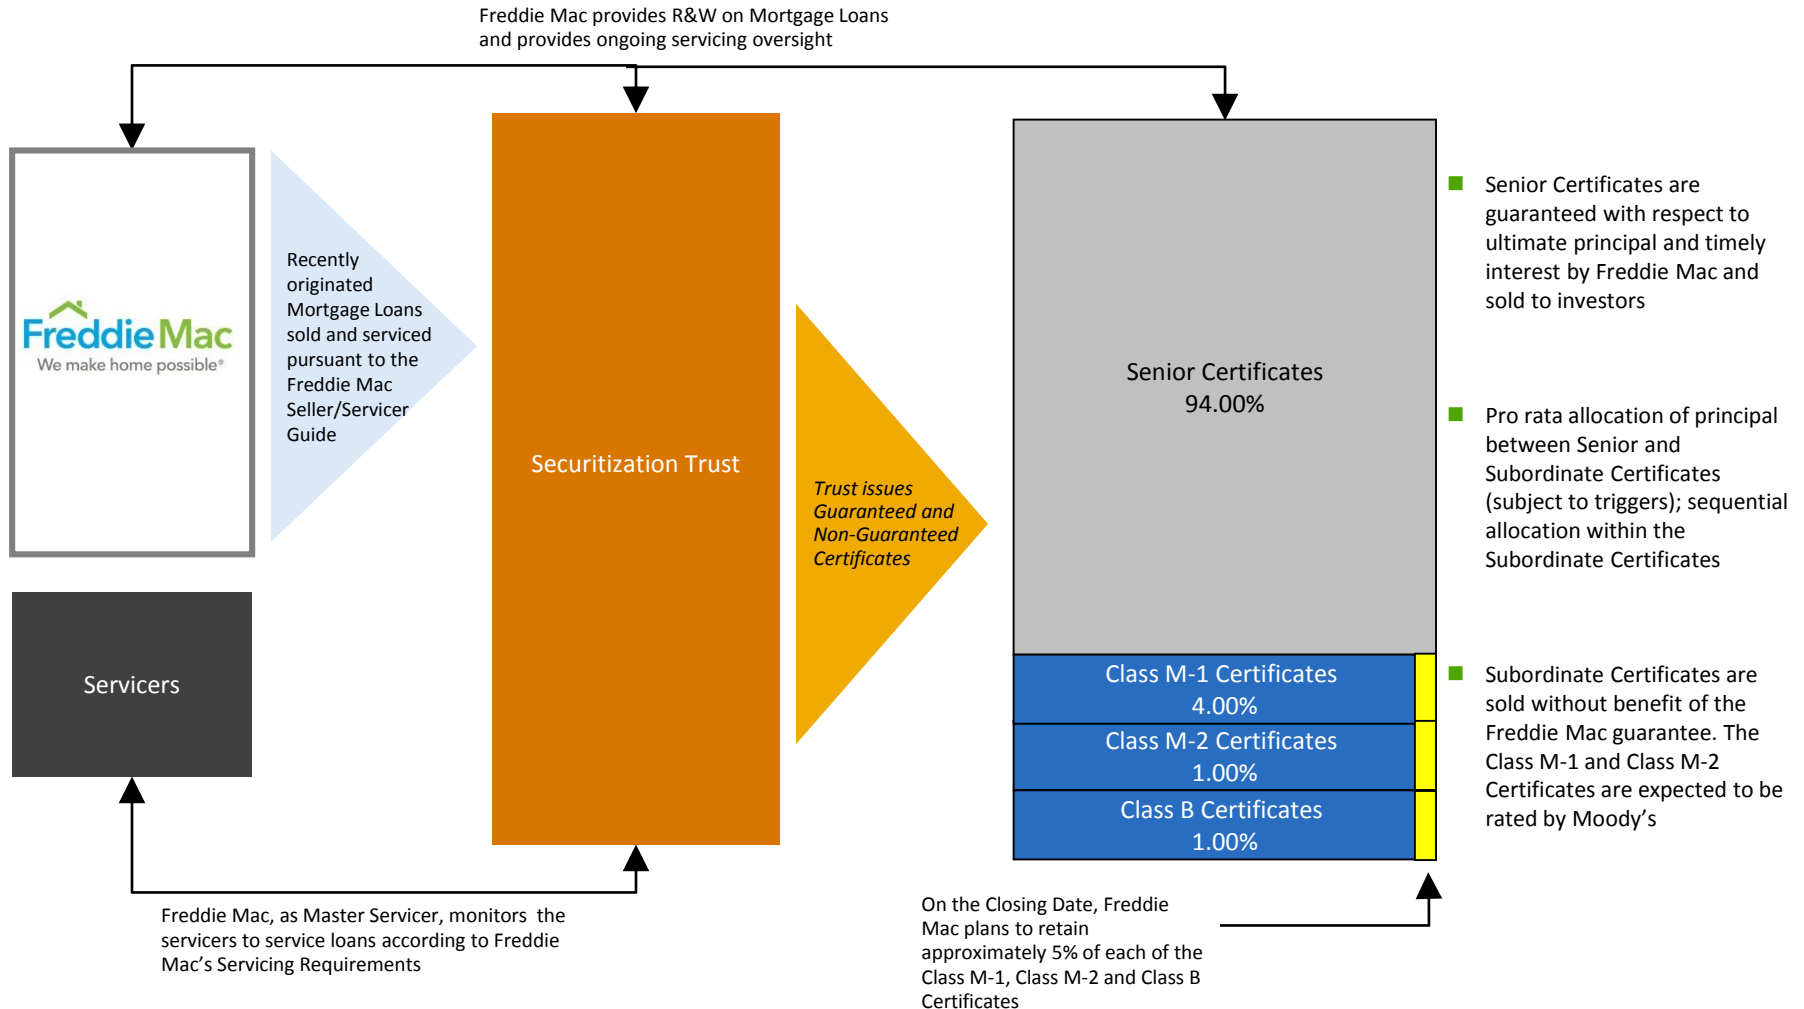 Freddie Mac provides R&W on Mortgage Loans
and provides ongoing servicing oversight
Freddie Mac
We make home possible®
Recently
originated
Mortgage Loans
sold and serviced
pursuant to the
Freddie Mac
Seller/Servicer
Guide
Servicers
Securitization Trust
Trust issues
Guaranteed and
Non-Guaranteed
Certificates
Senior Certificates
94.00%
Class M-1 Certificates
4.00%
Class M-2 Certificates
1.00%
Class B Certificates
1.00%
Senior Certificates are
guaranteed with respect to
ultimate principal and timely
interest by Freddie Mac and
sold to investors
Pro rata allocation of principal
between Senior and
Subordinate Certificates
(subject to triggers); sequential
allocation within the
Subordinate Certificates
Subordinate Certificates are
sold without benefit of the
Freddie Mac guarantee. The
Class M-1 and Class M-2
Certificates are expected to be
rated by Moody’s
Freddie Mac, as Master Servicer, monitors  the
servicers to service loans according to Freddie
Mac’s Servicing Requirements
On the Closing Date, Freddie
Mac plans to retain
approximately 5% of each of the
Class M-1, Class M-2 and Class B
Certificates